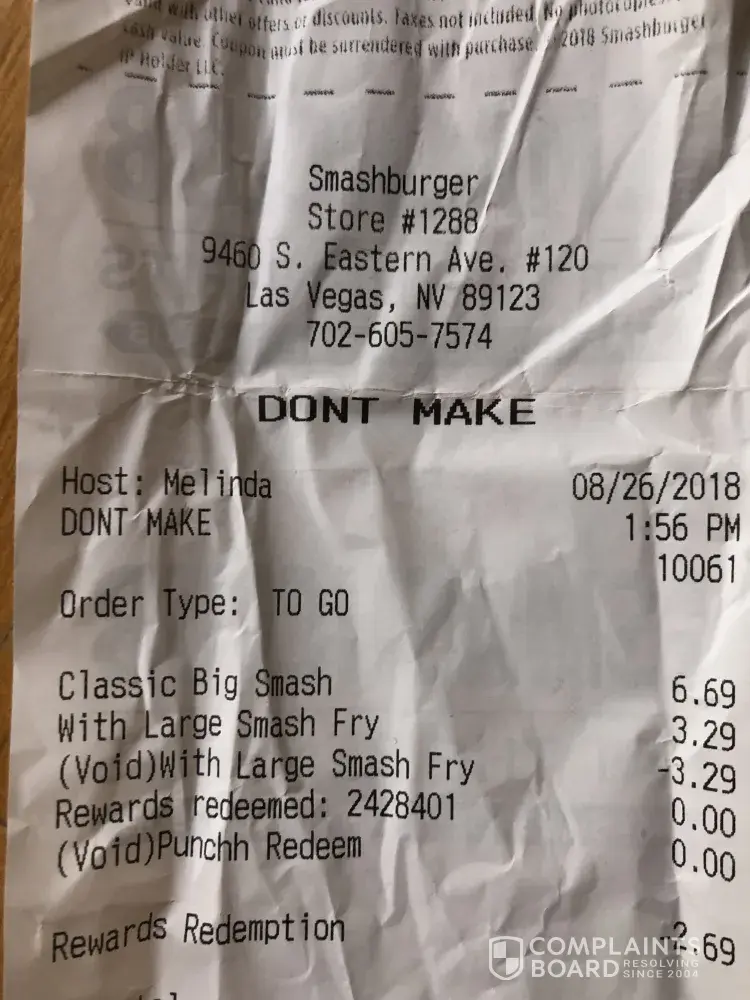 with other offers or discounts. Taxes not included. No
cash value. Coupon must be surrendered with purchase. 2018 Smashburger
IP Holder LLC.
Smashburger
Store #1288
9460 S. Eastern Ave. #120
Las Vegas, NV 89123
702-605-7574
DONT MAKE
Host: Melinda 08/26/2018
DONT MAKE 1:56 PM
10061
Order Type: TO GO
Classic Big Smash 6.69
With Large Smash Fry 3.29
(Void)With Large Smash Fry -3.29
Rewards redeemed: 2428401 0.00
(Void)Punchh Redeem 0.00
Rewards Redemption -2.69
COMPLAINTS
BOARD RESOLVING
SINCE 2004